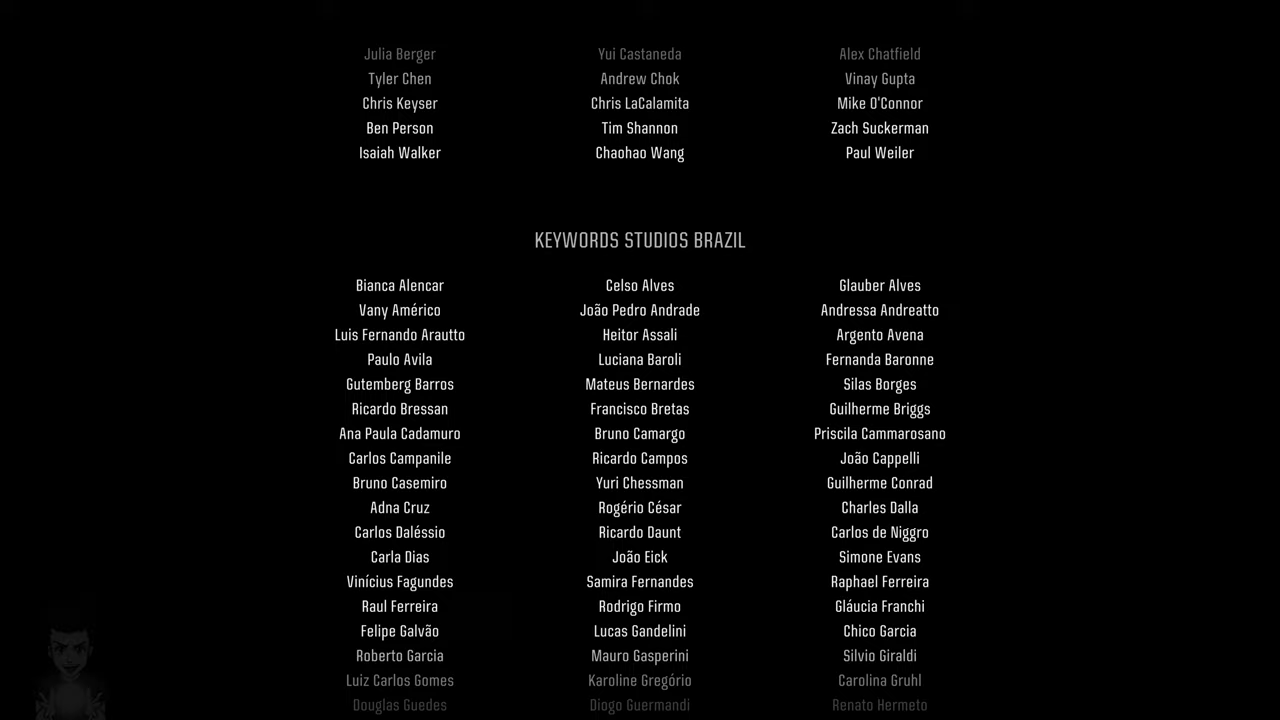 Julia Berger Yui Castaneda Alex Chatfield
Tyler Chen Andrew Chok Vinay Gupta
Chris Keyser Chris LaCalamita Mike O'Connor
Ben Person Tim Shannon Zach Suckerman
Isaiah Walker Chaohao Wang Paul Weiler
KEYWORDS STUDIOS BRAZIL
Bianca Alencar Celso Alves Glauber Alves
Vany Américo João Pedro Andrade Andressa Andreatto
Luis Fernando Arautto Heitor Assali Argento Avena
Paulo Avila Luciana Baroli Fernanda Baronne
Gutemberg Barros Mateus Bernardes Silas Borges
Ricardo Bressan Francisco Bretas Guilherme Briggs
Ana Paula Cadamuro Bruno Camargo Priscila Cammarosano
Carlos Campanile Ricardo Campos João Cappelli
Bruno Casemiro Yuri Chessman Guilherme Conrad
Adna Cruz Rogério César Charles Dalla
Carlos Daléssio Ricardo Daunt Carlos de Niggro
Carla Dias João Eick Simone Evans
Vinícius Fagundes Samira Fernandes Raphael Ferreira
Raul Ferreira Rodrigo Firmo Gláucia Franchi
Felipe Galvão Lucas Gandelini Chico Garcia
Roberto Garcia Mauro Gasperini Silvio Giraldi
Luiz Carlos Gomes Karoline Gregório Carolina Gruhl
Douglas Guedes Diogo Guermandi Renato Hermeto